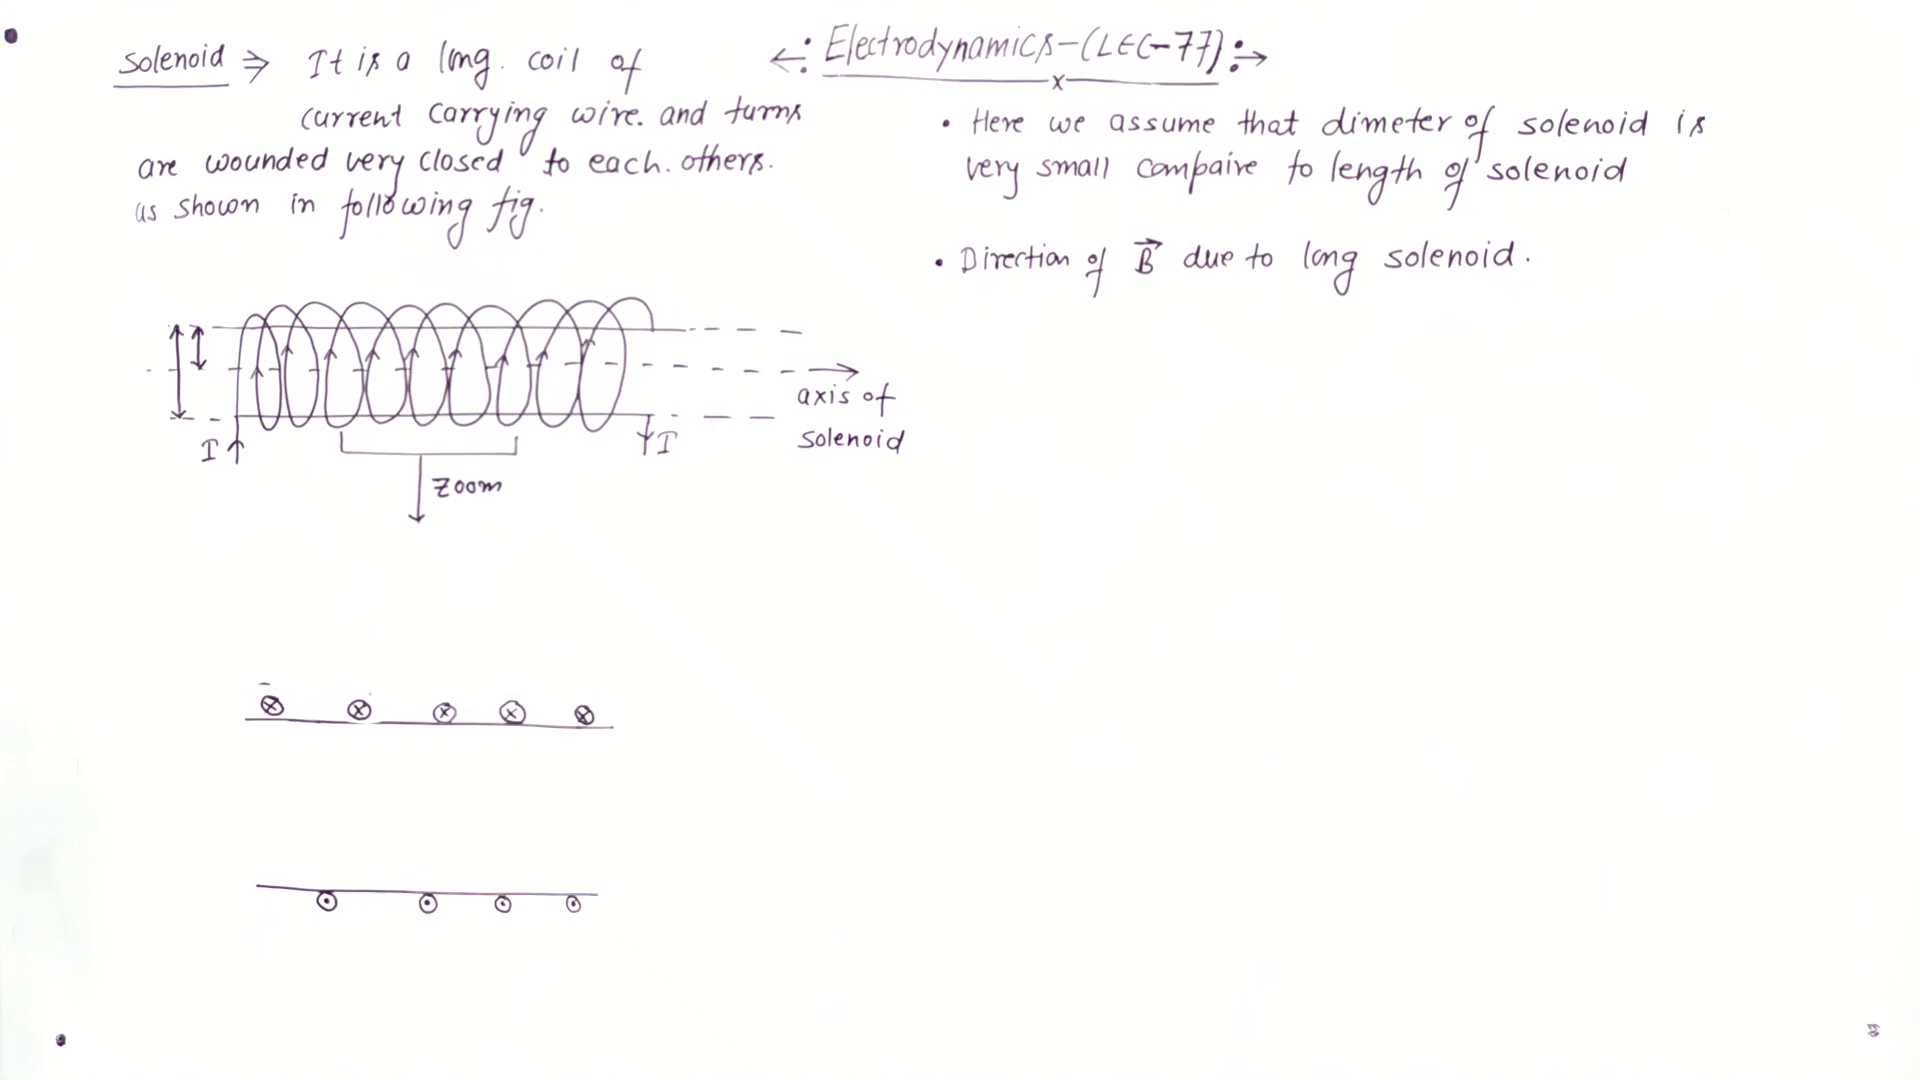 ÷ Electrodynamics-(LEC-77) ÷
x
Solenoid ⇒ It is a long. coil of
current carrying wire. and turns
are wounded very closed to each. others.
as shown in following fig.
I
I
axis of
solenoid
Zoom
• Here we assume that dimeter of solenoid is
very small compaire to length of solenoid
• Direction of B⃗ due to long solenoid.